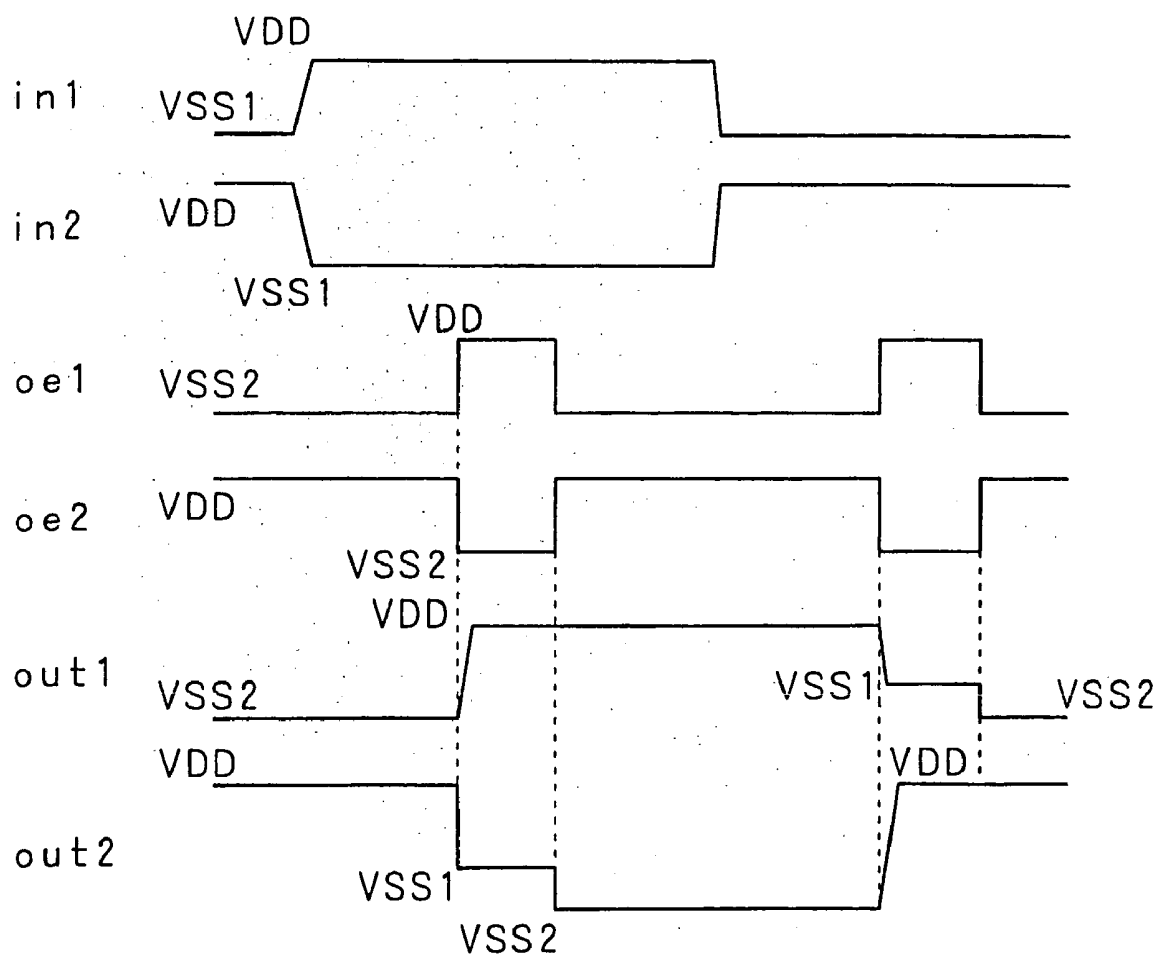 VDD
in1 VSS1
in2 VDD
VSS1
VDD
oe1 VSS2
oe2 VDD
VSS2
VDD
out1 VSS2 VSS1 VSS2
VDD VDD
out2 VSS1
VSS2